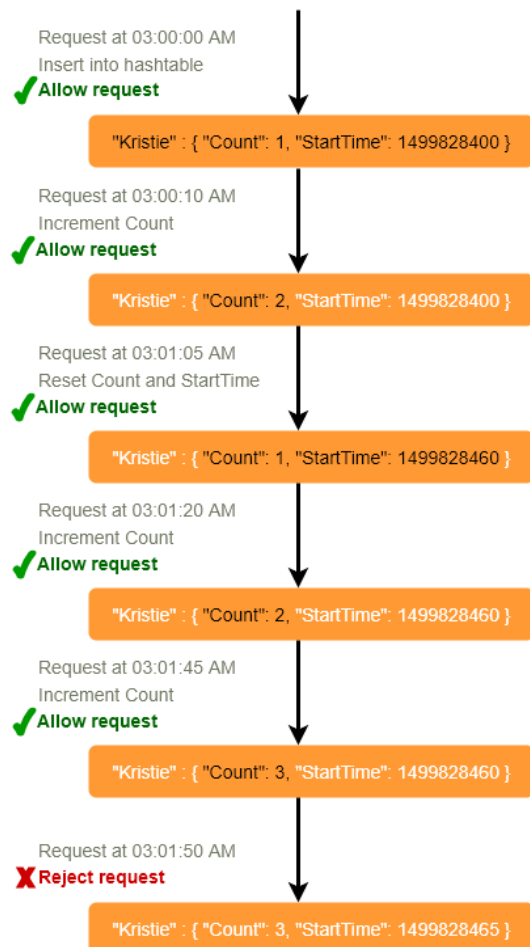 Request at 03:00:00 AM
Insert into hashtable
Allow request
"Kristie" : { "Count": 1, "StartTime": 1499828400 }
Request at 03:00:10 AM
Increment Count
Allow request
"Kristie" : { "Count": 2, "StartTime": 1499828400 }
Request at 03:01:05 AM
Reset Count and StartTime
Allow request
"Kristie" : { "Count": 1, "StartTime": 1499828460 }
Request at 03:01:20 AM
Increment Count
Allow request
"Kristie" : { "Count": 2, "StartTime": 1499828460 }
Request at 03:01:45 AM
Increment Count
Allow request
"Kristie" : { "Count": 3, "StartTime": 1499828460 }
Request at 03:01:50 AM
Reject request
"Kristie" : { "Count": 3, "StartTime": 1499828465 }